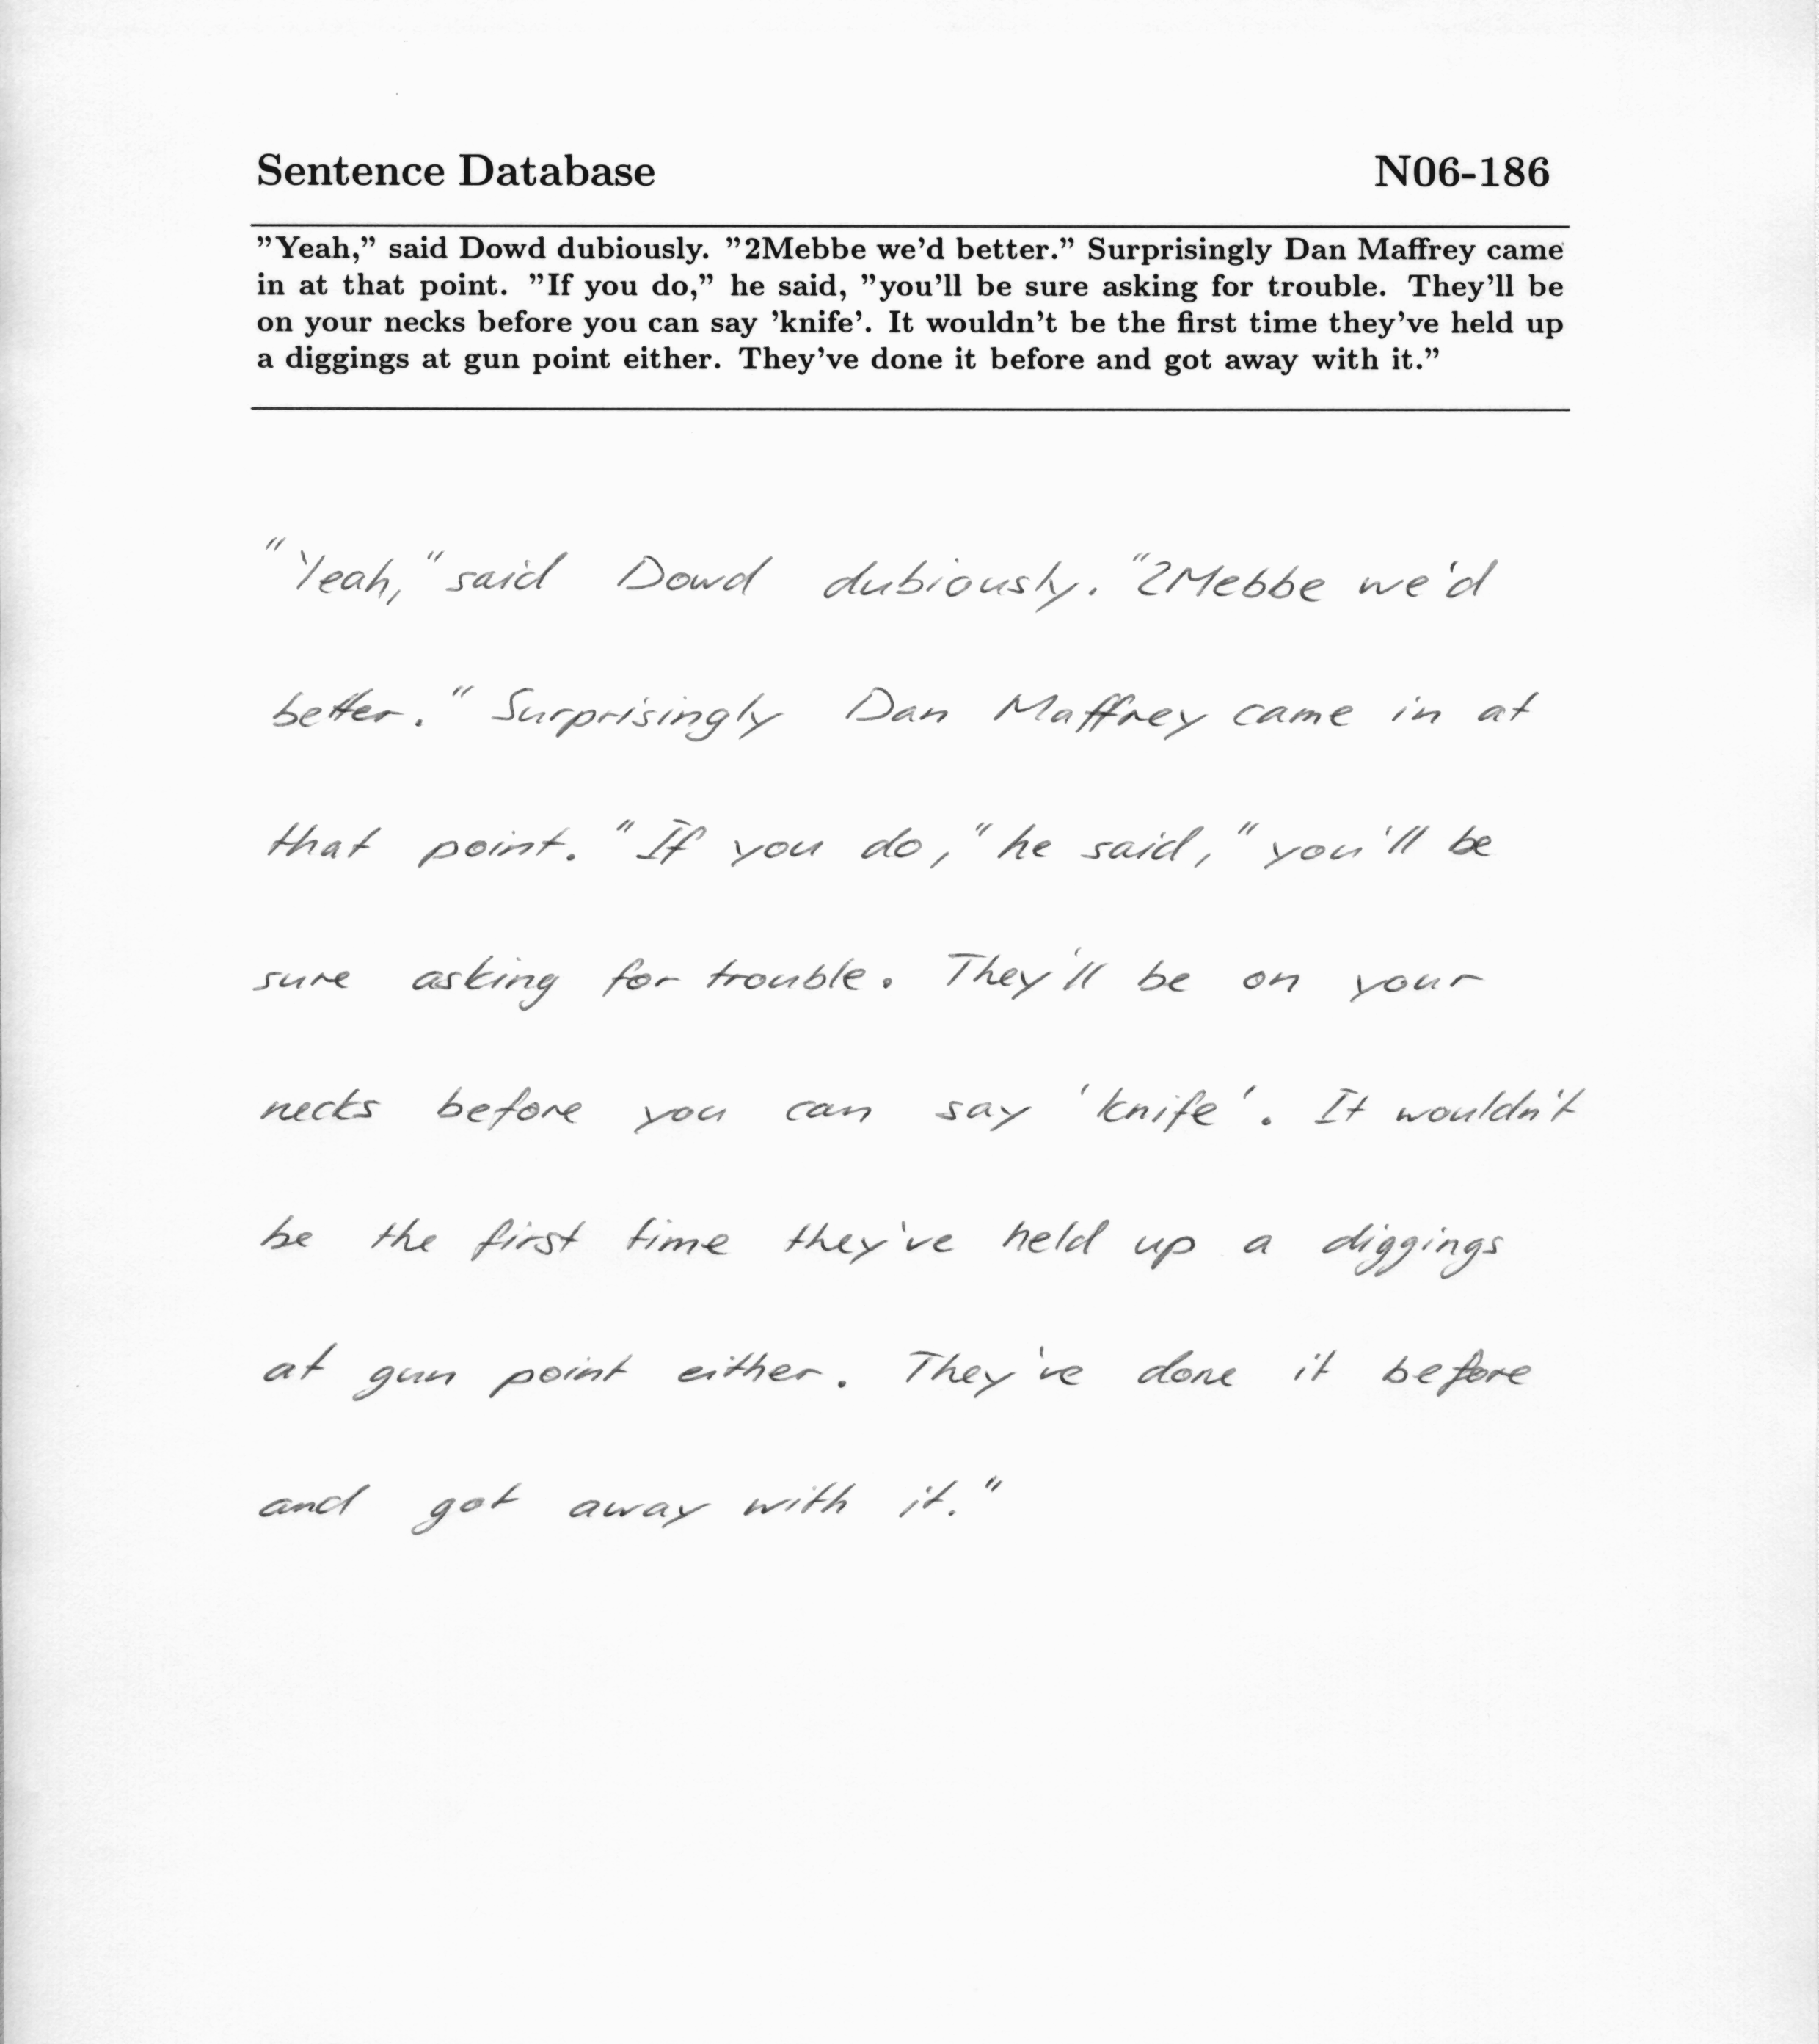 Sentence Database N06-186
”Yeah,” said Dowd dubiously. ”2Mebbe we’d better.” Surprisingly Dan Maffrey came
in at that point. ”If you do,” he said, ”you’ll be sure asking for trouble. They’ll be
on your necks before you can say ’knife’. It wouldn’t be the first time they’ve held up
a diggings at gun point either. They’ve done it before and got away with it.”
"Yeah," said Dowd dubiously. "2Mebbe we'd
better." Surprisingly Dan Maffrey came in at
that point. "If you do," he said, "you'll be
sure asking for trouble. They'll be on your
necks before you can say 'knife'. It wouldn't
be the first time they've held up a diggings
at gun point either. They've done it before
and got away with it."